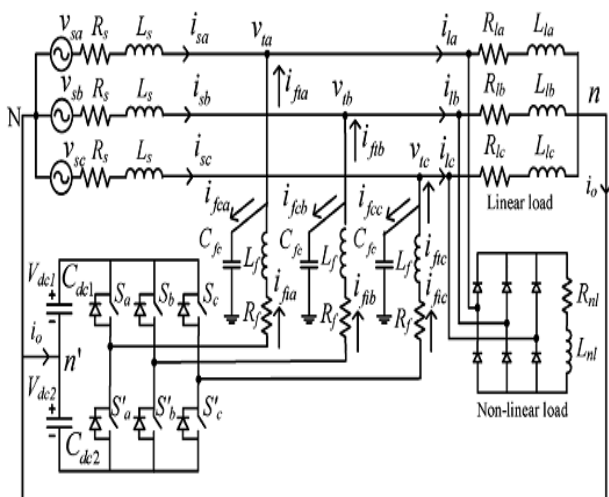 v_sa R_s L_s i_sa v_ta i_la R_la L_la
i_fta
v_sb R_s L_s i_sb v_tb i_lb R_lb L_lb n
N
i_ftb
v_sc R_s L_s i_sc v_tc i_lc R_lc L_lc
i_o
Linear load
i_fca i_fcb i_fcc i_ftc
C_fc L_f C_fc L_f C_fc L_f
V_dc1 C_dc1 S_a S_b S_c R_f i_fia R_f i_fib R_f i_fic
R_nl
i_o n'
L_nl
V_dc2 C_dc2 S'_a S'_b S'_c
Non-linear load